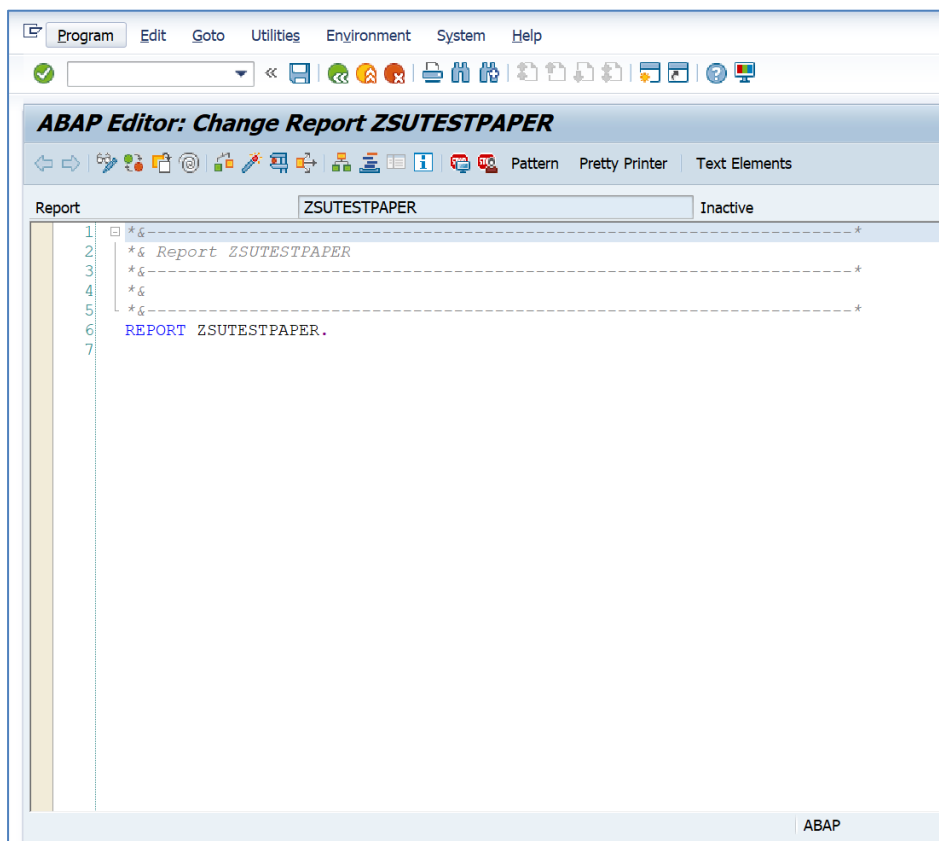 Program Edit Goto Utilities Environment System Help
ABAP Editor: Change Report ZSUTESTPAPER
Pattern Pretty Printer Text Elements
Report ZSUTESTPAPER Inactive
1 *&---------------------------------------------------------------------*
2 *& Report ZSUTESTPAPER
3 *&---------------------------------------------------------------------*
4 *&
5 *&---------------------------------------------------------------------*
6 REPORT ZSUTESTPAPER.
7
ABAP